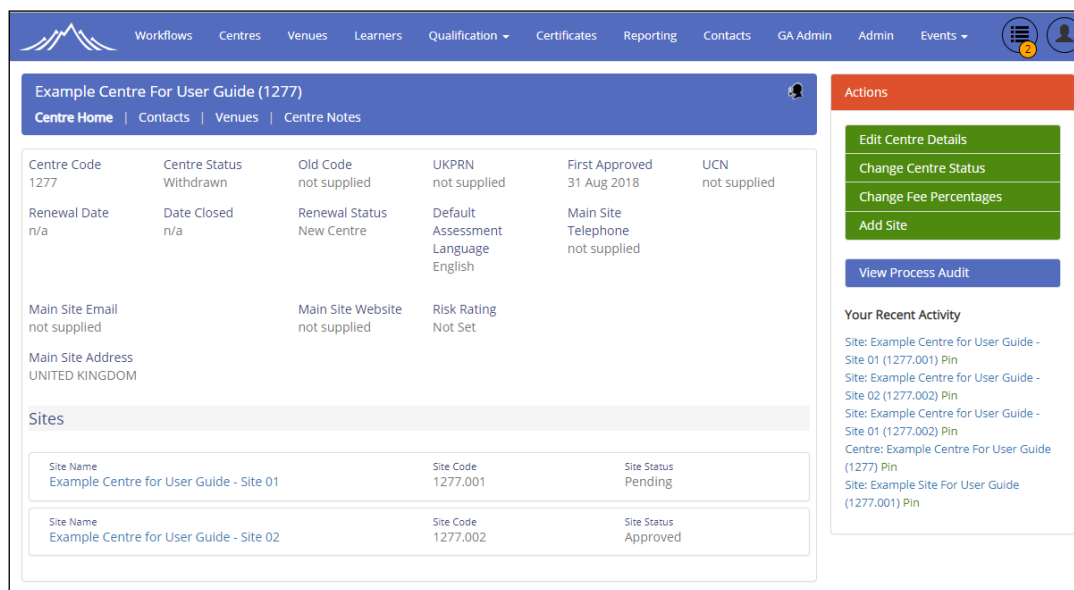 Workflows Centres Venues Learners Qualification Certificates Reporting Contacts GA Admin Admin Events
2
Example Centre For User Guide (1277)
Centre Home | Contacts | Venues | Centre Notes
Centre Code Centre Status Old Code UKPRN First Approved UCN
1277 Withdrawn not supplied not supplied 31 Aug 2018 not supplied
Renewal Date Date Closed Renewal Status Default Main Site
n/a n/a New Centre Assessment Telephone
Language not supplied
English
Main Site Email Main Site Website Risk Rating
not supplied not supplied Not Set
Main Site Address
UNITED KINGDOM
Sites
Site Name Site Code Site Status
Example Centre for User Guide - Site 01 1277.001 Pending
Site Name Site Code Site Status
Example Centre for User Guide - Site 02 1277.002 Approved
Actions
Edit Centre Details
Change Centre Status
Change Fee Percentages
Add Site
View Process Audit
Your Recent Activity
Site: Example Centre for User Guide -
Site 01 (1277.001) Pin
Site: Example Centre for User Guide -
Site 02 (1277.002) Pin
Site: Example Centre for User Guide -
Site 01 (1277.002) Pin
Centre: Example Centre For User Guide
(1277) Pin
Site: Example Site For User Guide
(1277.001) Pin